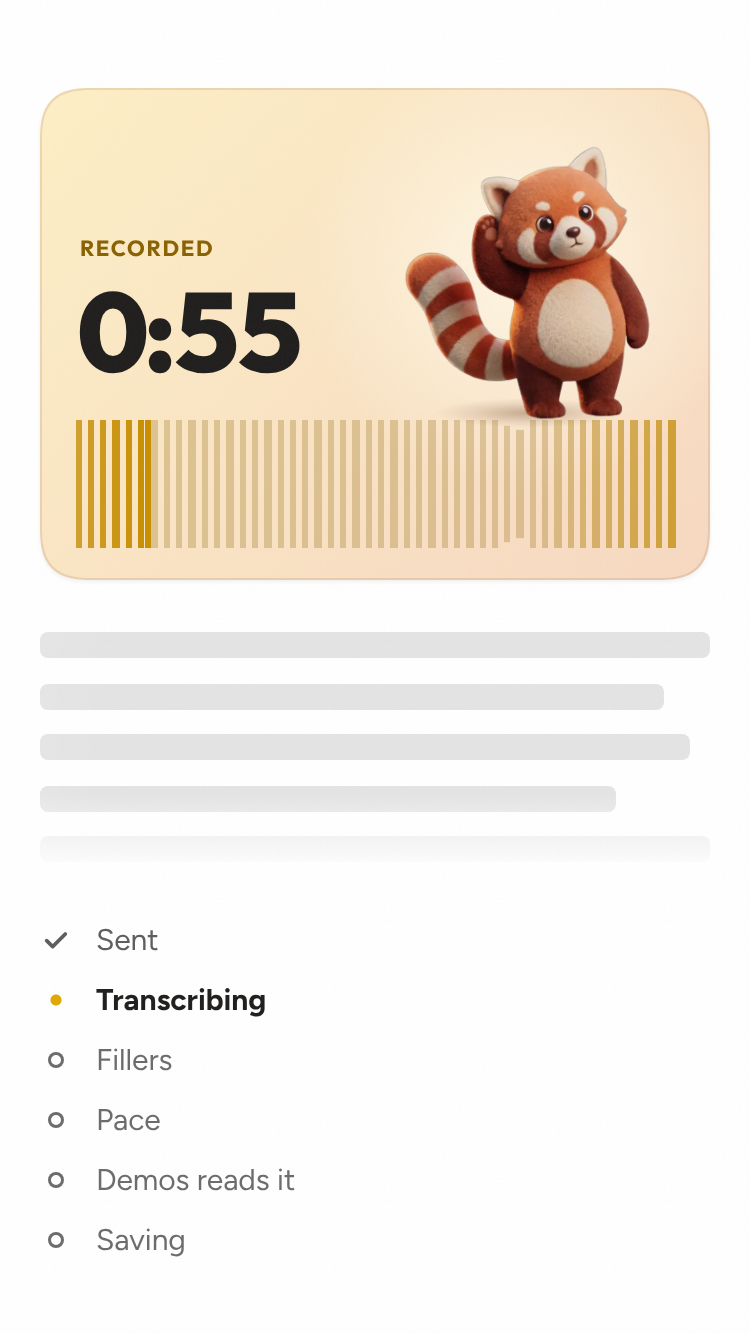 RECORDED
0:55
Sent
Transcribing
Fillers
Pace
Demos reads it
Saving